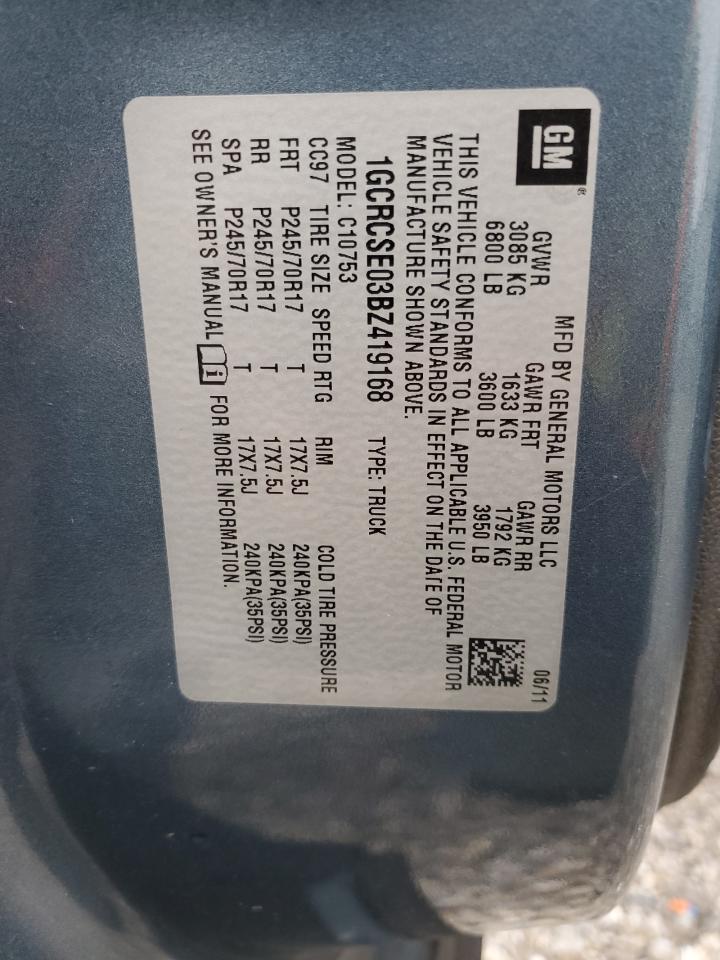 GM®
MFD BY GENERAL MOTORS LLC 06/11
GVWR GAWR FRT GAWR RR
3085 KG 1633 KG 1792 KG
6800 LB 3600 LB 3950 LB
THIS VEHICLE CONFORMS TO ALL APPLICABLE U.S. FEDERAL MOTOR
VEHICLE SAFETY STANDARDS IN EFFECT ON THE DATE OF
MANUFACTURE SHOWN ABOVE.
1GCRCSE03BZ419168 TYPE: TRUCK
MODEL: C10753
CC97 TIRE SIZE SPEED RTG RIM COLD TIRE PRESSURE
FRT P245/70R17 T 17X7.5J 240KPA(35PSI)
RR P245/70R17 T 17X7.5J 240KPA(35PSI)
SPA P245/70R17 T 17X7.5J 240KPA(35PSI)
SEE OWNER'S MANUAL i FOR MORE INFORMATION.